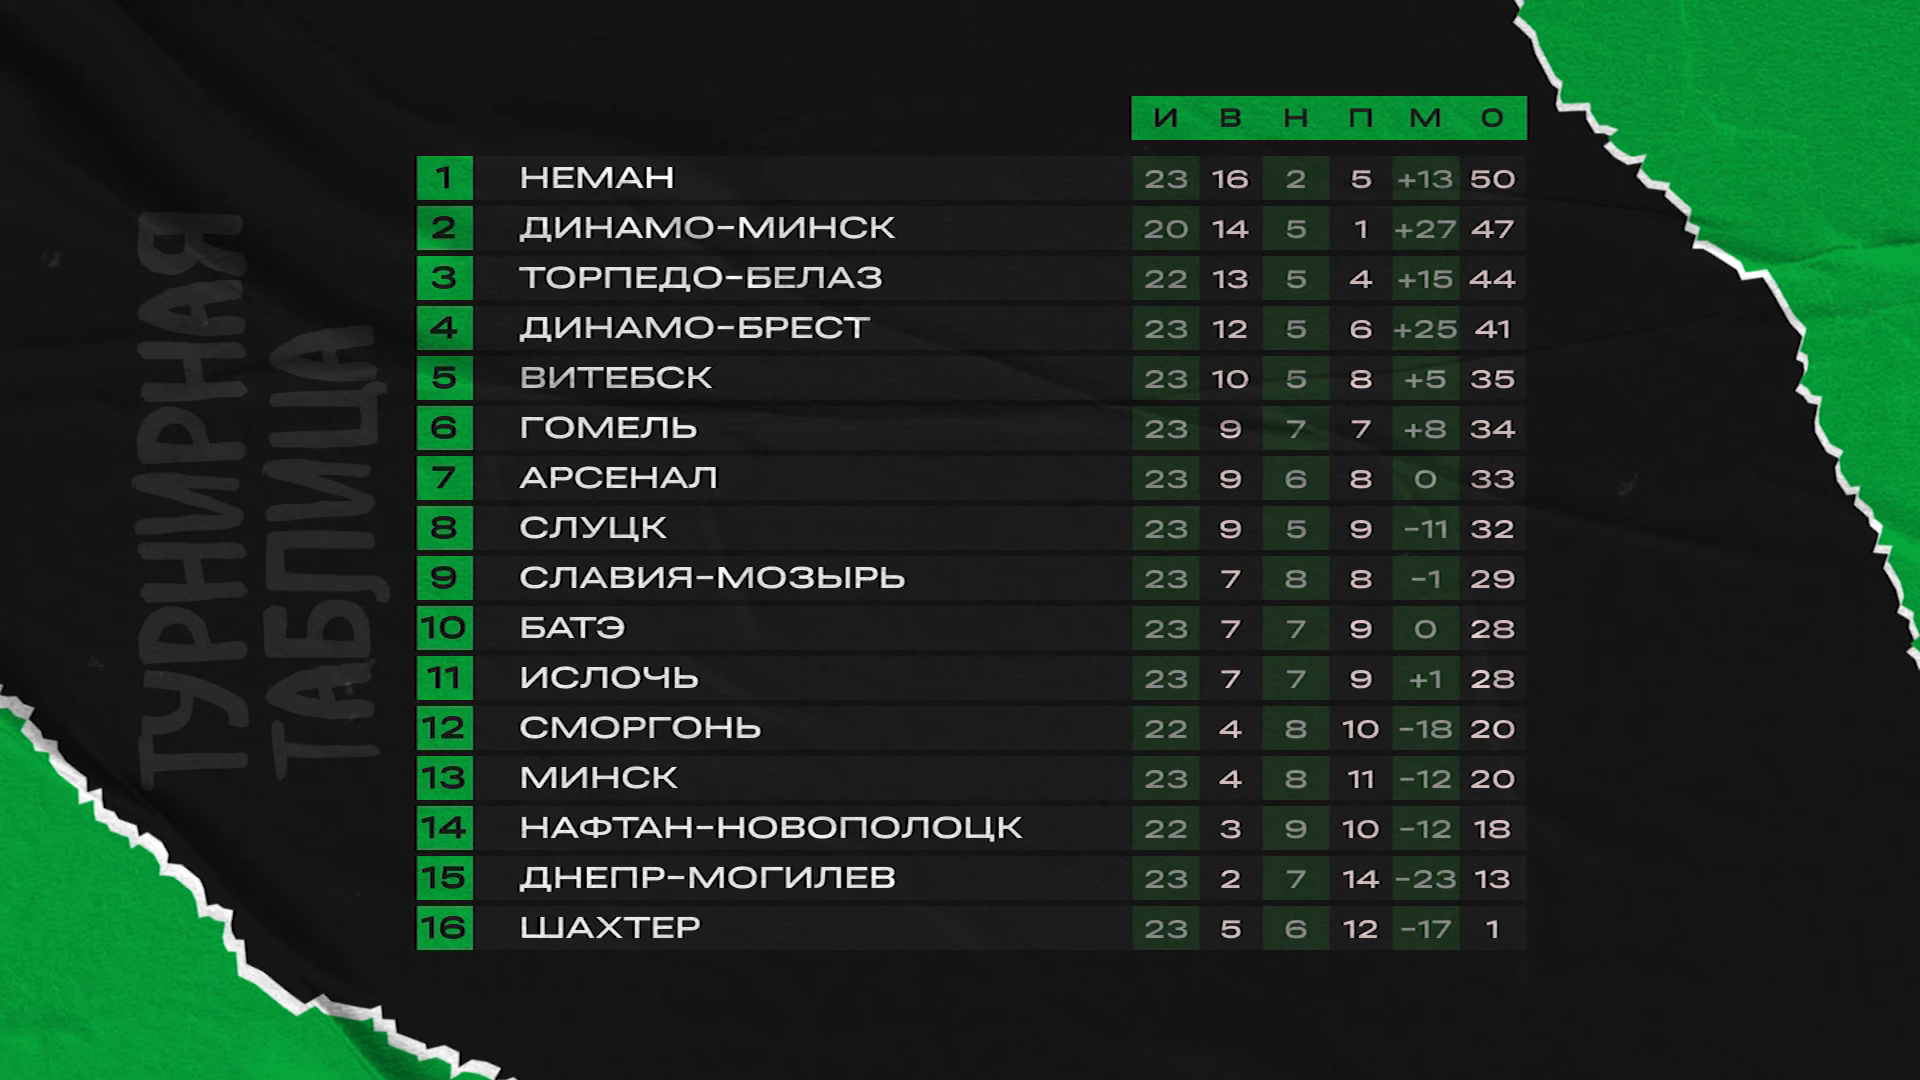 ТУРНИРНАЯ
ТАБЛИЦА
И В Н П М О
1 НЕМАН 23 16 2 5 +13 50
2 ДИНАМО-МИНСК 20 14 5 1 +27 47
3 ТОРПЕДО-БЕЛАЗ 22 13 5 4 +15 44
4 ДИНАМО-БРЕСТ 23 12 5 6 +25 41
5 ВИТЕБСК 23 10 5 8 +5 35
6 ГОМЕЛЬ 23 9 7 7 +8 34
7 АРСЕНАЛ 23 9 6 8 0 33
8 СЛУЦК 23 9 5 9 -11 32
9 СЛАВИЯ-МОЗЫРЬ 23 7 8 8 -1 29
10 БАТЭ 23 7 7 9 0 28
11 ИСЛОЧЬ 23 7 7 9 +1 28
12 СМОРГОНЬ 22 4 8 10 -18 20
13 МИНСК 23 4 8 11 -12 20
14 НАФТАН-НОВОПОЛОЦК 22 3 9 10 -12 18
15 ДНЕПР-МОГИЛЕВ 23 2 7 14 -23 13
16 ШАХТЕР 23 5 6 12 -17 1